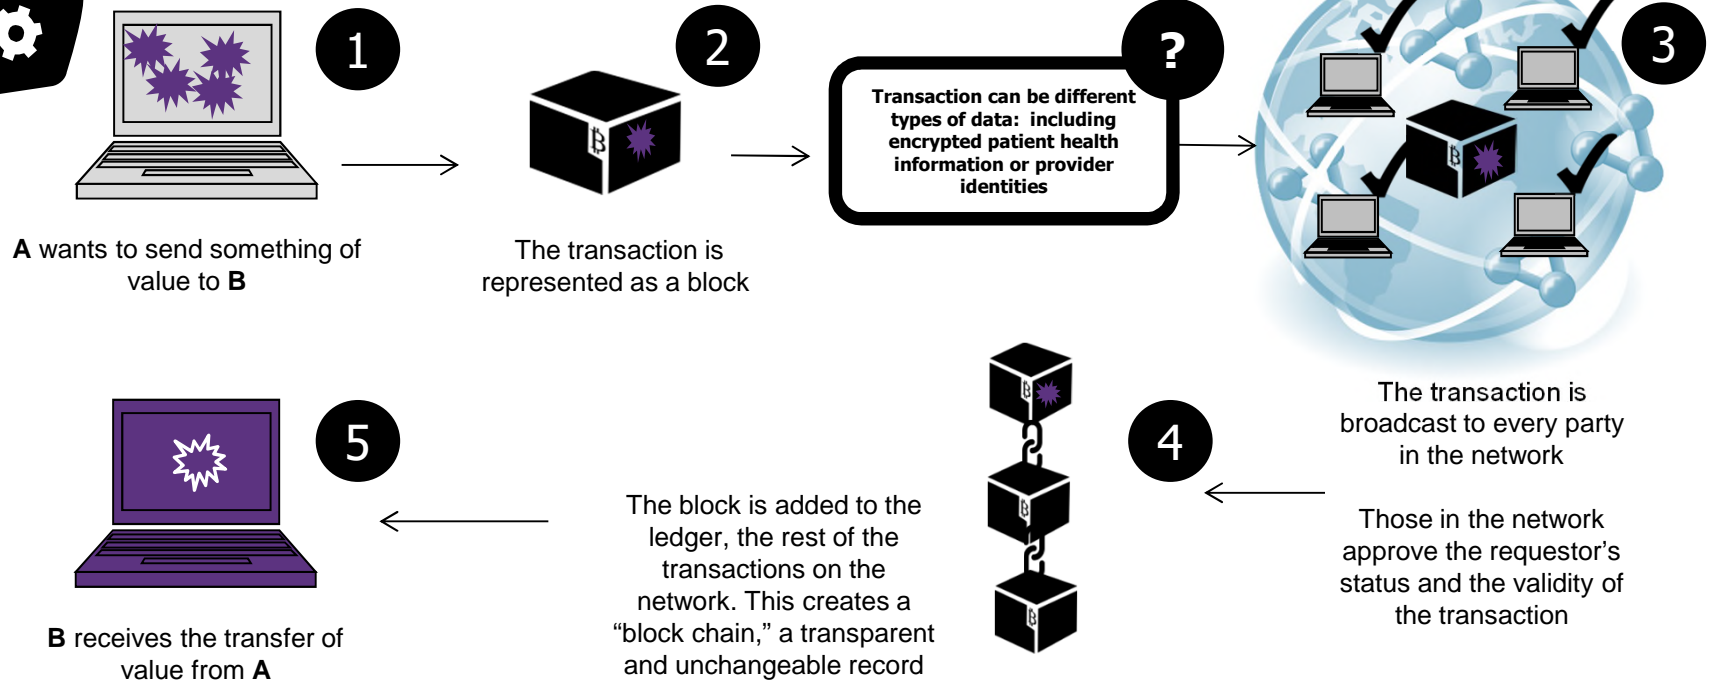 1
A wants to send something of
value to B
2
The transaction is
represented as a block
?
Transaction can be different
types of data: including
encrypted patient health
information or provider
identities
3
The transaction is
broadcast to every party
in the network
Those in the network
approve the requestor’s
status and the validity of
the transaction
4
The block is added to the
ledger, the rest of the
transactions on the
network. This creates a
“block chain,” a transparent
and unchangeable record
5
B receives the transfer of
value from A